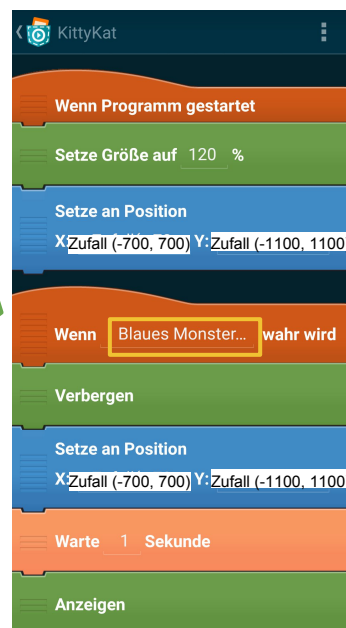 KittyKat
Wenn Programm gestartet
Setze Größe auf 120 %
Setze an Position
X: Zufall (-700, 700) Y: Zufall (-1100, 1100
Wenn Blaues Monster... wahr wird
Verbergen
Setze an Position
X: Zufall (-700, 700) Y: Zufall (-1100, 1100
Warte 1 Sekunde
Anzeigen